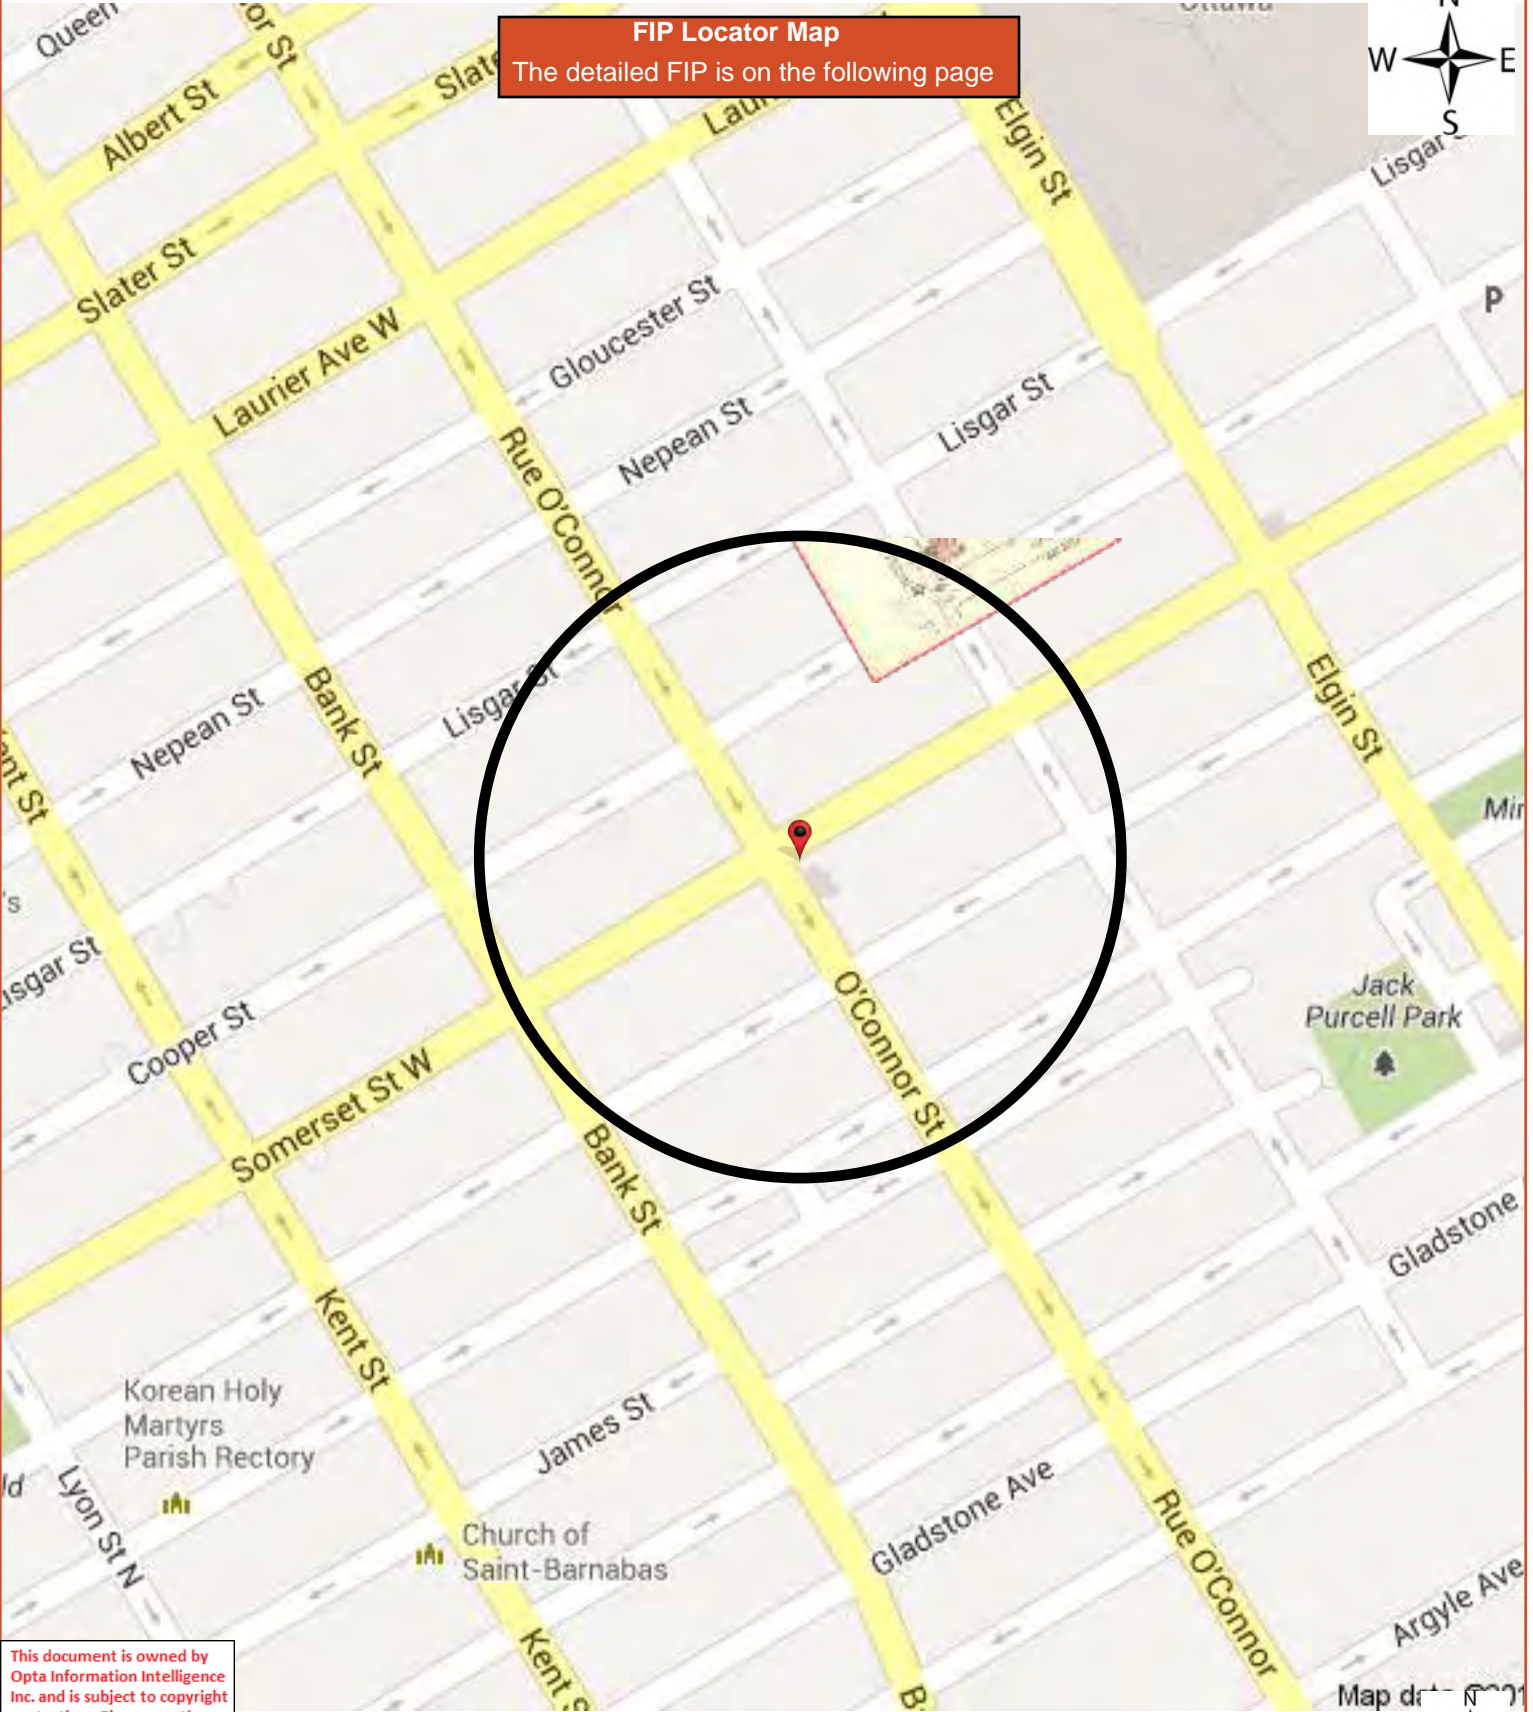 FIP Locator Map
The detailed FIP is on the following page
N
W
E
S
Queen
Albert St
Slater St
Laurier Ave W
Gloucester St
Nepean St
Lisgar St
Elgin St
Rue O'Connor
Lisgar St
P
Bank St
Nepean St
Lisgar St
Elgin St
Cooper St
Somerset St W
O'Connor St
Jack
Purcell Park
Bank St
Kent St
Gladstone
Korean Holy
Martyrs
Parish Rectory
James St
Lyon St N
Church of
Saint-Barnabas
Gladstone Ave
Rue O'Connor
Argyle Ave
Kent S
This document is owned by
Opta Information Intelligence
Inc. and is subject to copyright
Map da
N